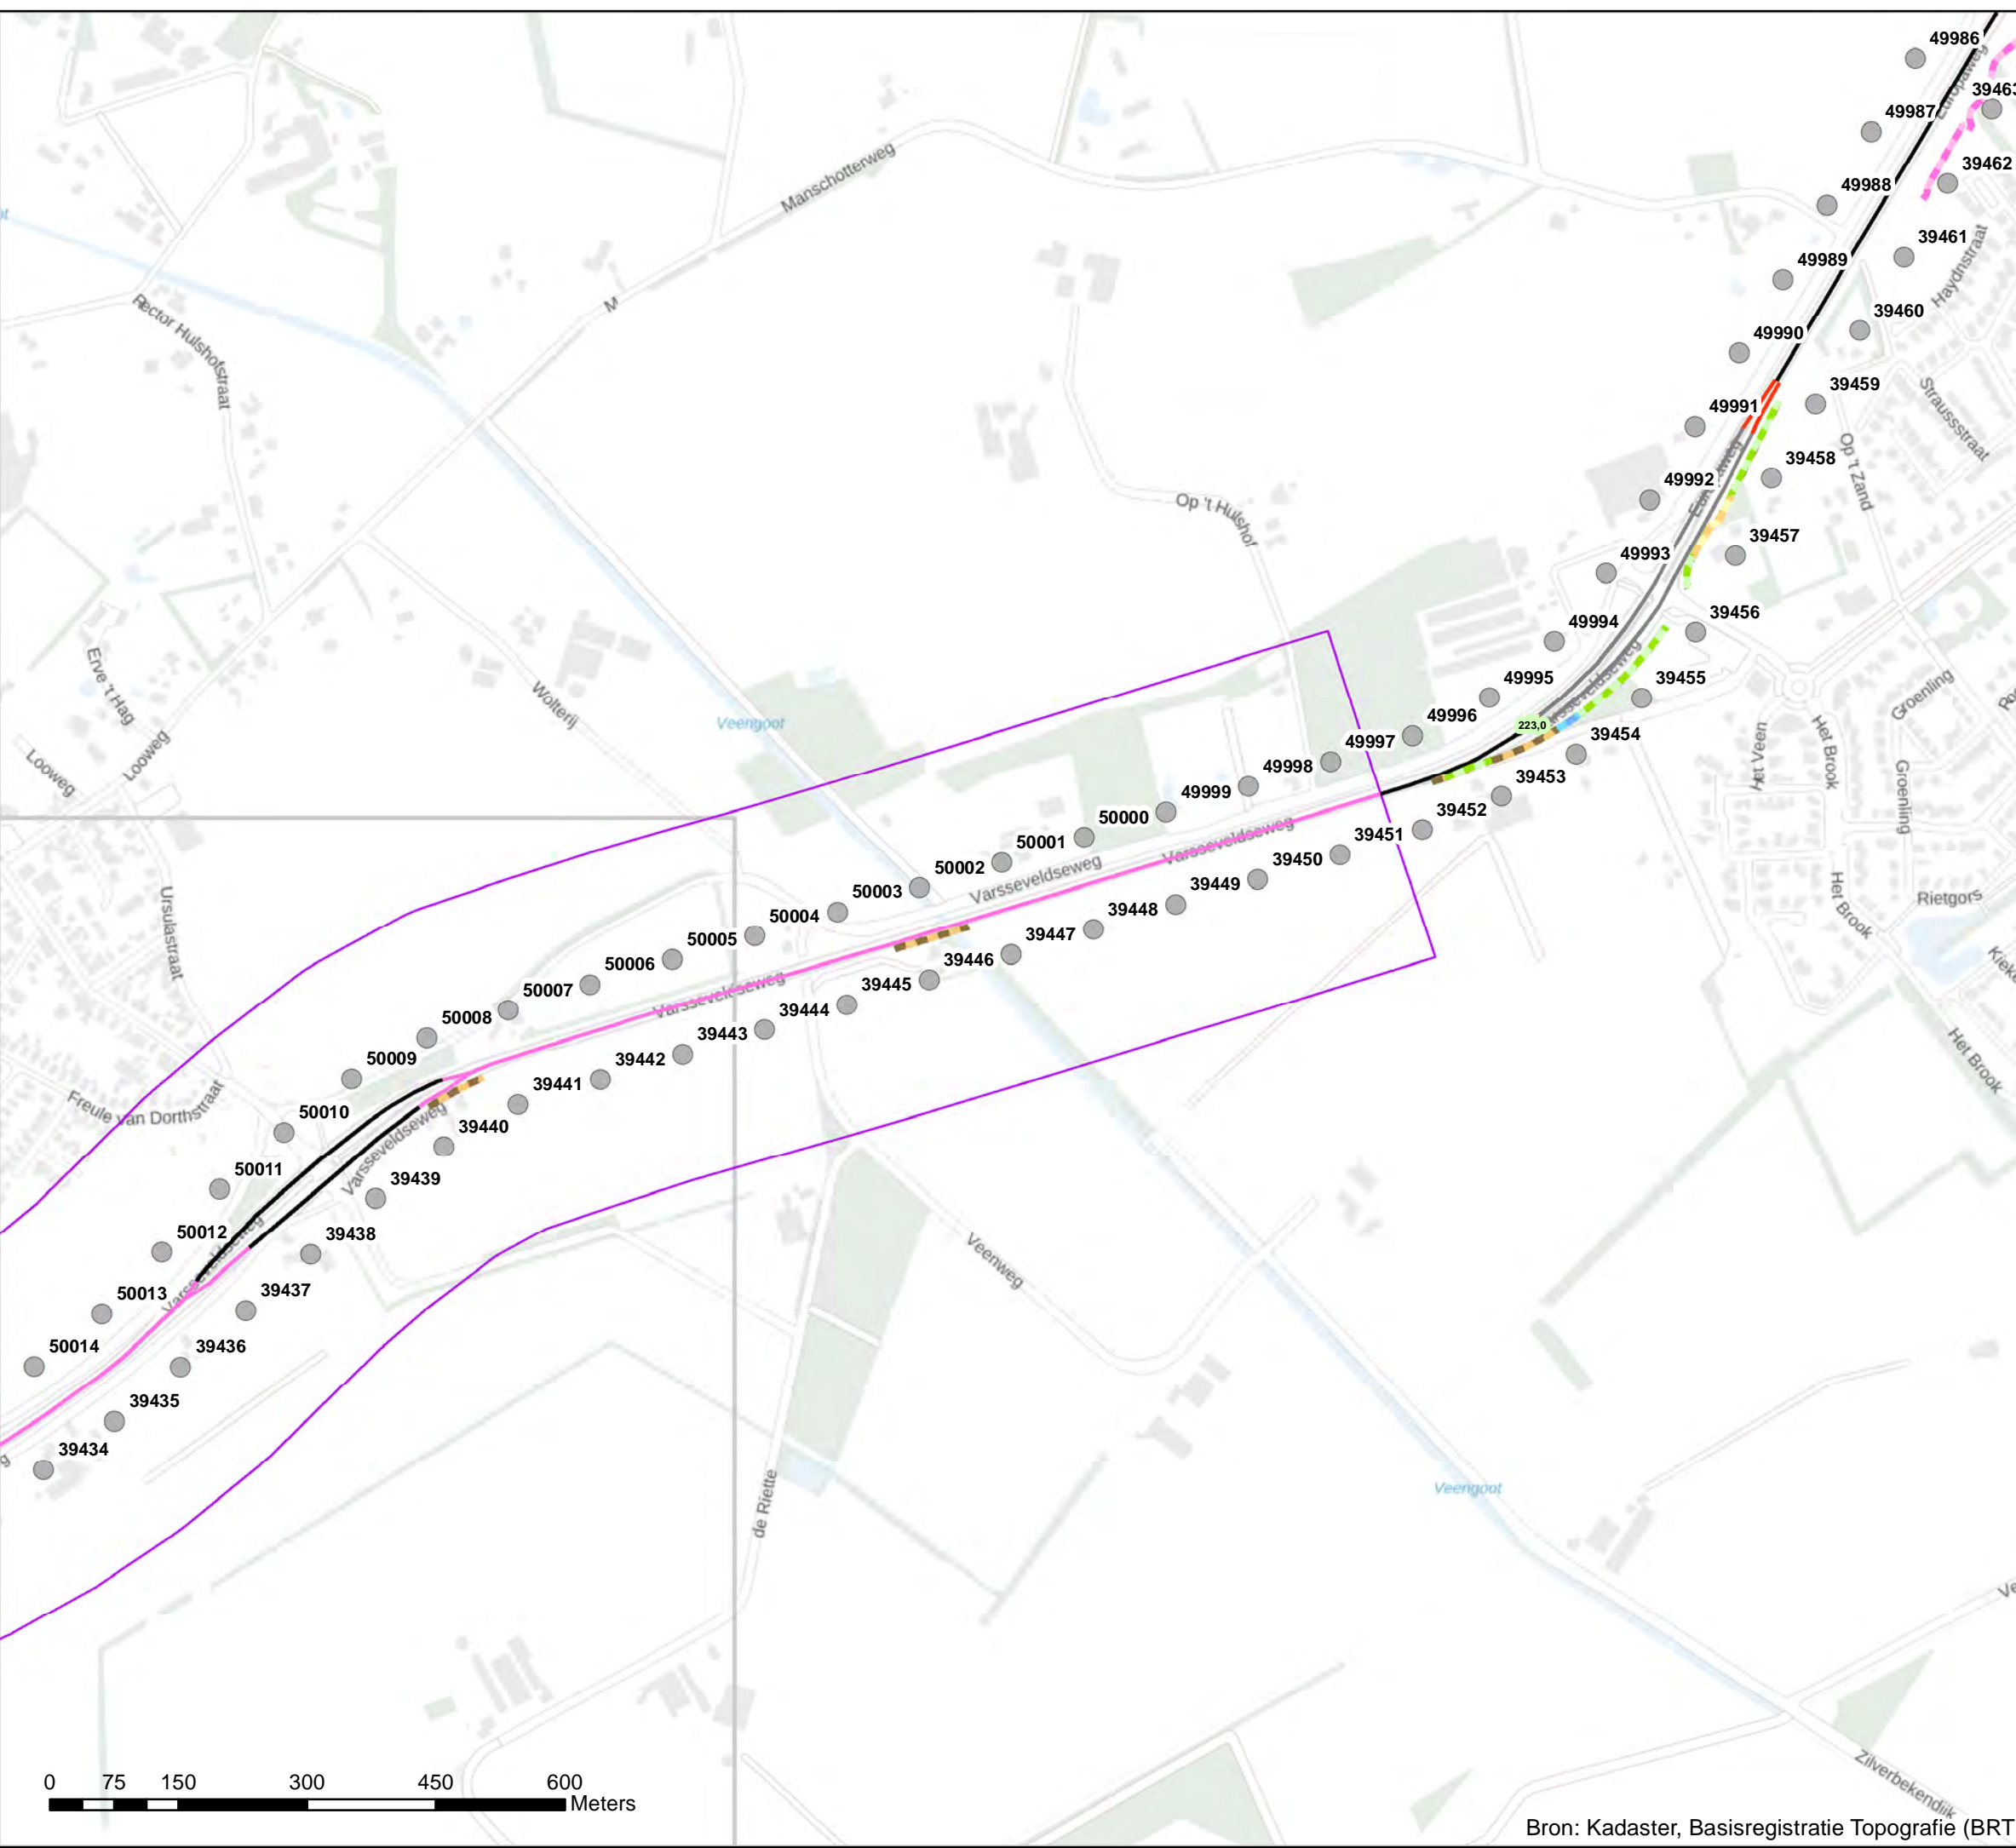 49986
Europaweg
39463
49987
39462
49988
Manschotterweg
39461
Haydnstraat
49989
M
Rector Hulshofstraat
39460
49990
39459
49991
Straussstraat
Op 't Zand
39458
49992
Op 't Hulshof
39457
49993
39456
49994
Erve 't Hag
Wolterij
Veengoot
39455
49995
Varsseveldseweg
Groenling
Looweg
Looweg
49996
223,0
39454
Het Veen
Het Brook
49997
39453
Groenling
49998
49999
39452
50000
39451
Varsseveldseweg
50001
39450
50002
Varsseveldseweg
39449
50003
39448
Ursulastraat
Het Brook
Rietgors
50004
39447
50005
39446
50006
39445
Varsseveldseweg
50007
39444
50008
39443
50009
39442
39441
Het Brook
Freule van Dorthstraat
50010
39440
Varsseveldseweg
50011
39439
50012
39438
Varsseveldseweg
Veenweg
50013
39437
50014
39436
39435
39434
de Riette
Veengoot
Zilverbekendijk
0 75 150 300 450 600
Meters
Bron: Kadaster, Basisregistratie Topografie (BRT